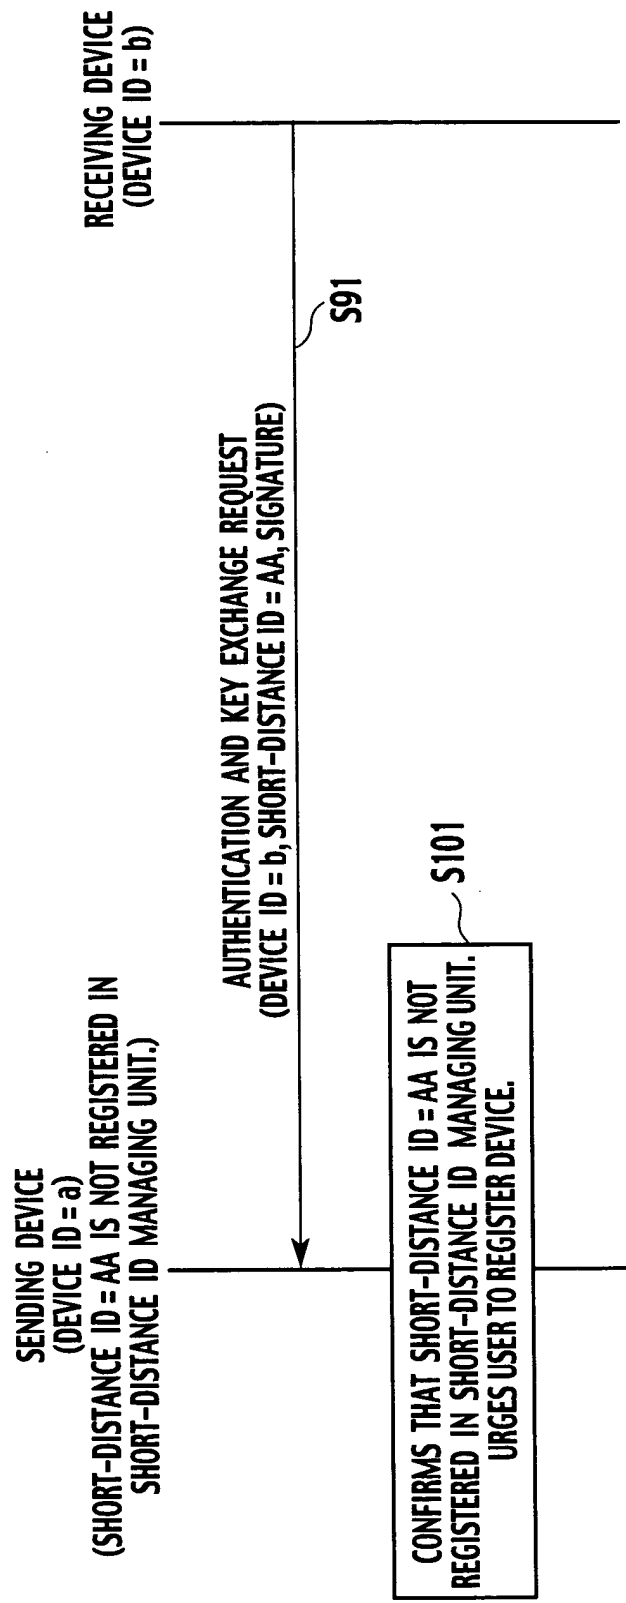 SENDING DEVICE
(DEVICE ID = a)
(SHORT-DISTANCE ID = AA IS NOT REGISTERED IN
SHORT-DISTANCE ID MANAGING UNIT.)
RECEIVING DEVICE
(DEVICE ID = b)
AUTHENTICATION AND KEY EXCHANGE REQUEST
(DEVICE ID = b, SHORT-DISTANCE ID = AA, SIGNATURE)
S91
S101
CONFIRMS THAT SHORT-DISTANCE ID = AA IS NOT
REGISTERED IN SHORT-DISTANCE ID MANAGING UNIT.
URGES USER TO REGISTER DEVICE.